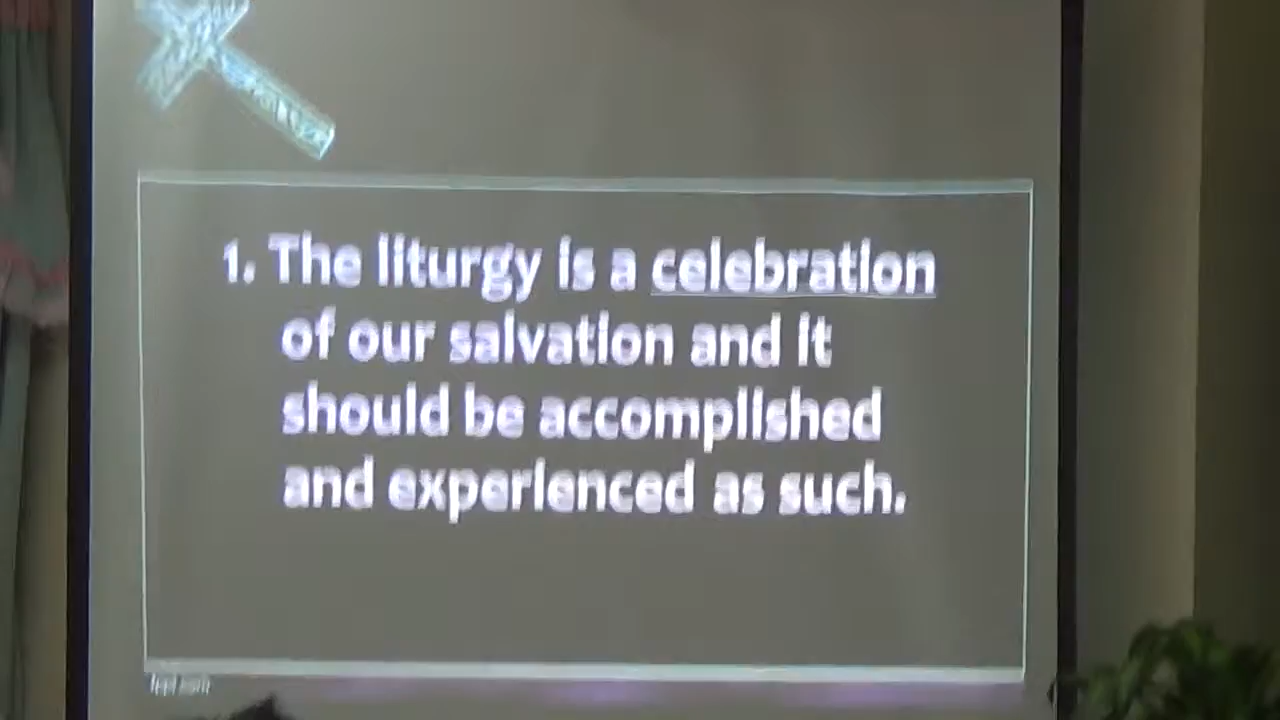 1. The liturgy is a celebration
of our salvation and it
should be accomplished
and experienced as such.